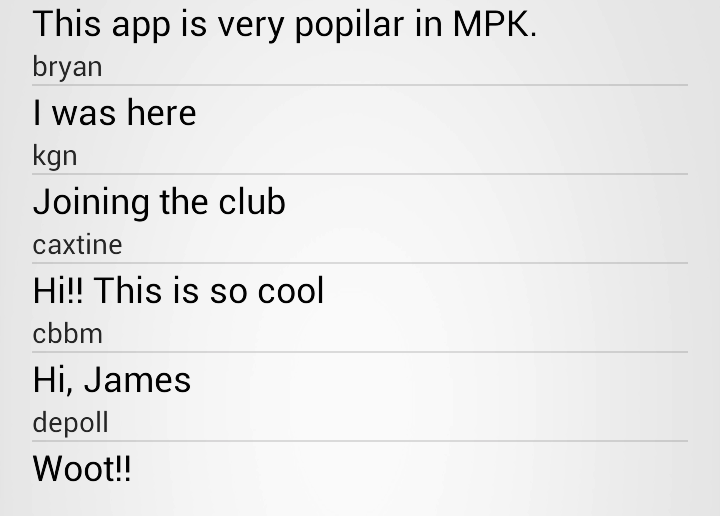 This app is very popilar in MPK.
bryan
I was here
kgn
Joining the club
caxtine
Hi!! This is so cool
cbbm
Hi, James
depoll
Woot!!